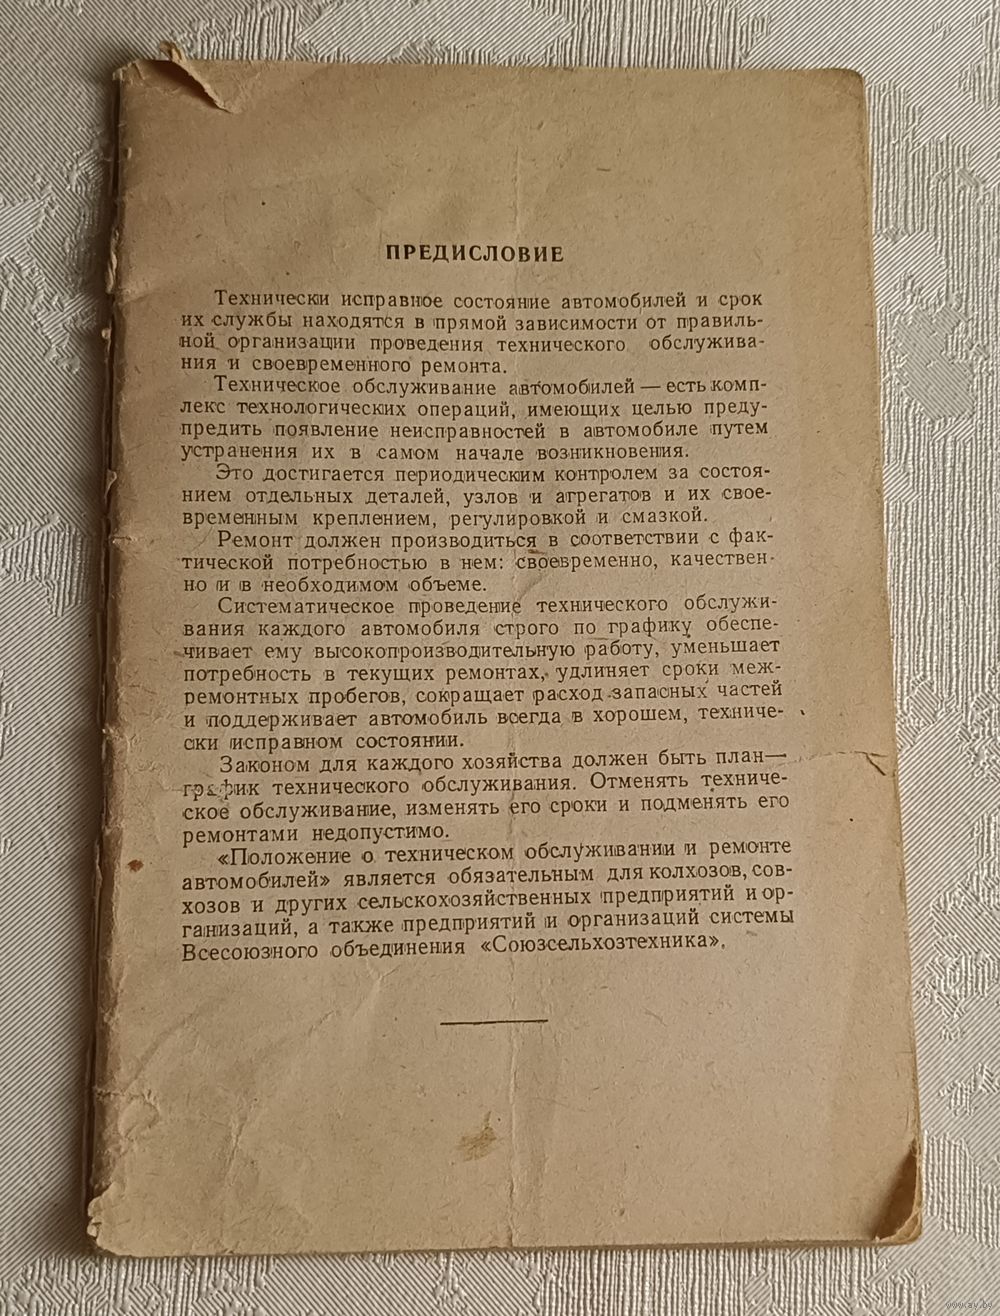 ПРЕДИСЛОВИЕ
Технически исправное состояние автомобилей и срок
их службы находятся в прямой зависимости от правиль-
ной организации проведения технического обслужива-
ния и своевременного ремонта.
Техническое обслуживание автомобилей — есть комп-
лекс технологических операций, имеющих целью преду-
предить появление неисправностей в автомобиле путем
устранения их в самом начале возникновения.
Это достигается периодическим контролем за состоя-
нием отдельных деталей, узлов и агрегатов и их свое-
временным креплением, регулировкой и смазкой.
Ремонт должен производиться в соответствии с фак-
тической потребностью в нем: своевременно, качествен-
но и в необходимом объеме.
Систематическое проведение технического обслужи-
вания каждого автомобиля строго по графику обеспе-
чивает ему высокопроизводительную работу, уменьшает
потребность в текущих ремонтах, удлиняет сроки меж-
ремонтных пробегов, сокращает расход запасных частей
и поддерживает автомобиль всегда в хорошем, техниче-
ски исправном состоянии.
Законом для каждого хозяйства должен быть план—
график технического обслуживания. Отменять техниче-
ское обслуживание, изменять его сроки и подменять его
ремонтами недопустимо.
«Положение о техническом обслуживании и ремонте
автомобилей» является обязательным для колхозов, сов-
хозов и других сельскохозяйственных предприятий и ор-
ганизаций, а также предприятий и организаций системы
Всесоюзного объединения «Союзсельхозтехника».
www.ay.by